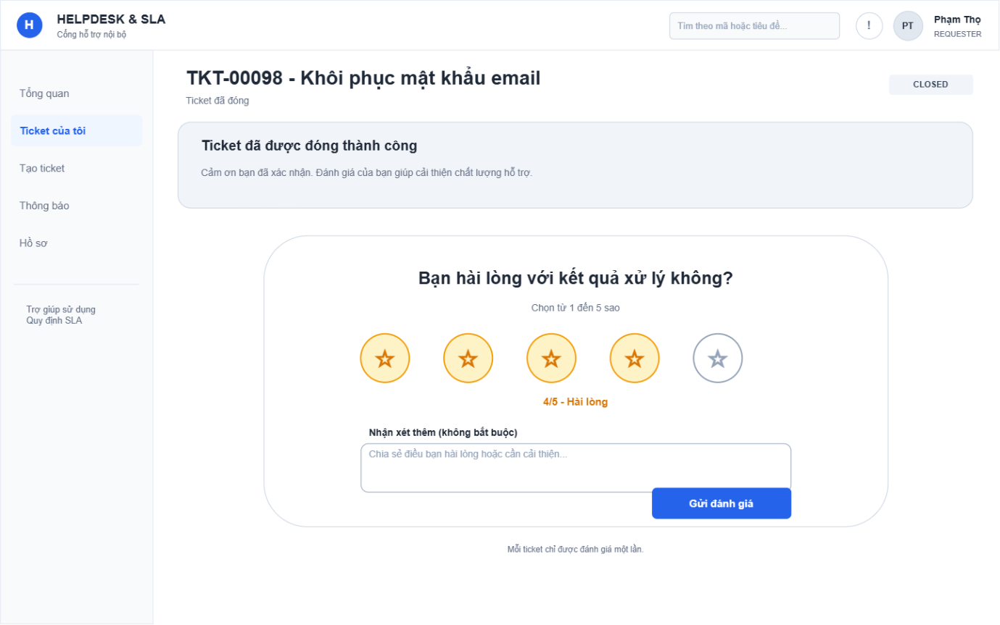 H
HELPDESK & SLA
Cổng hỗ trợ nội bộ
Tìm theo mã hoặc tiêu đề...
!
PT
Phạm Thọ
REQUESTER
Tổng quan
Ticket của tôi
Tạo ticket
Thông báo
Hồ sơ
Trợ giúp sử dụng
Quy định SLA
TKT-00098 - Khôi phục mật khẩu email
Ticket đã đóng
CLOSED
Ticket đã được đóng thành công
Cảm ơn bạn đã xác nhận. Đánh giá của bạn giúp cải thiện chất lượng hỗ trợ.
Bạn hài lòng với kết quả xử lý không?
Chọn từ 1 đến 5 sao
4/5 - Hài lòng
Nhận xét thêm (không bắt buộc)
Chia sẻ điều bạn hài lòng hoặc cần cải thiện...
Gửi đánh giá
Mỗi ticket chỉ được đánh giá một lần.